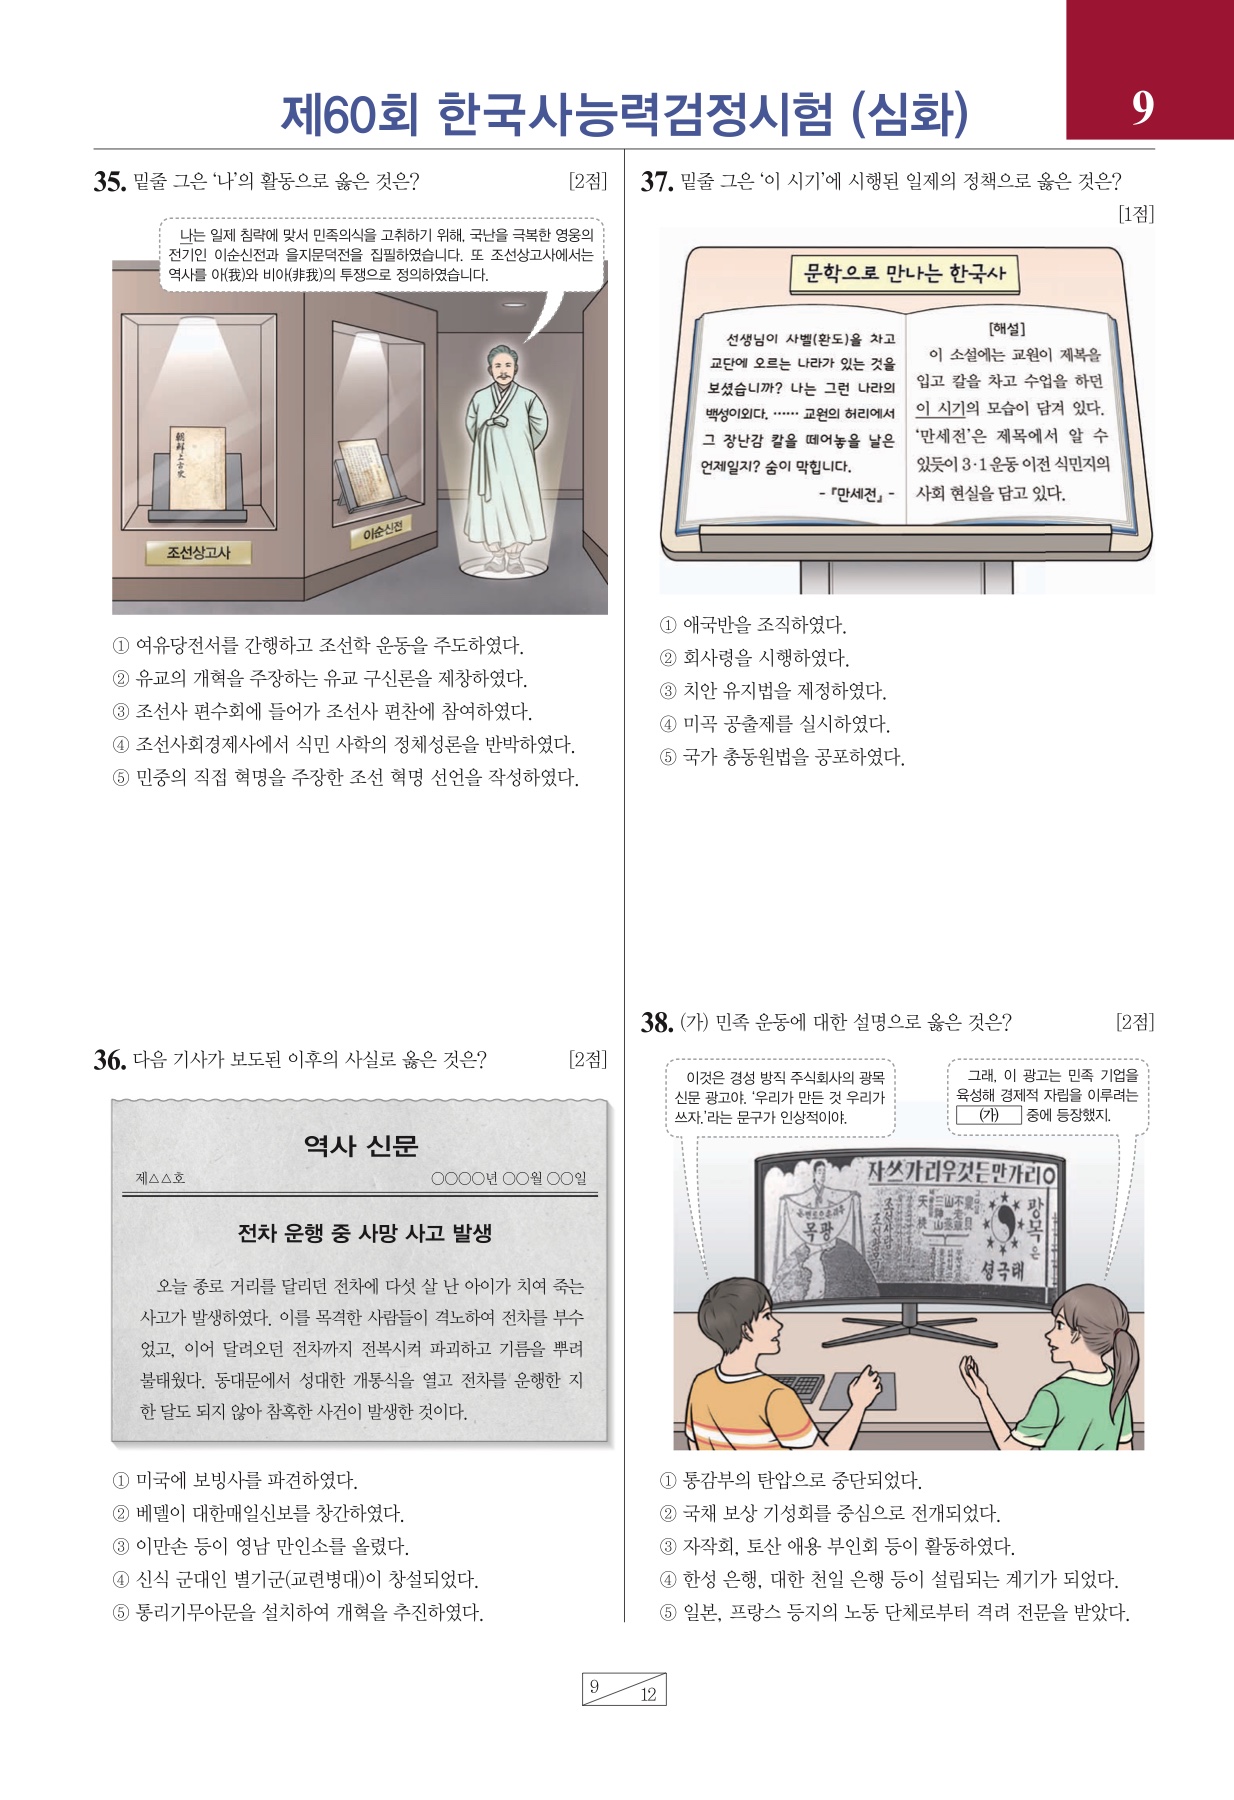 제60회 한국사능력검정시험 (심화)
9
35. 밑줄 그은 ‘나’의 활동으로 옳은 것은? [2점]
나는 일제 침략에 맞서 민족의식을 고취하기 위해, 국난을 극복한 영웅의
전기인 이순신전과 을지문덕전을 집필하였습니다. 또 조선상고사에서는
역사를 아(我)와 비아(非我)의 투쟁으로 정의하였습니다.
朝鮮上古史
조선상고사
이순신전
① 여유당전서를 간행하고 조선학 운동을 주도하였다.
② 유교의 개혁을 주장하는 유교 구신론을 제창하였다.
③ 조선사 편수회에 들어가 조선사 편찬에 참여하였다.
④ 조선사회경제사에서 식민 사학의 정체성론을 반박하였다.
⑤ 민중의 직접 혁명을 주장한 조선 혁명 선언을 작성하였다.
36. 다음 기사가 보도된 이후의 사실로 옳은 것은? [2점]
역사 신문
제△△호 ○○○○년 ○○월 ○○일
전차 운행 중 사망 사고 발생
오늘 종로 거리를 달리던 전차에 다섯 살 난 아이가 치여 죽는
사고가 발생하였다. 이를 목격한 사람들이 격노하여 전차를 부수
었고, 이어 달려오던 전차까지 전복시켜 파괴하고 기름을 뿌려
불태웠다. 동대문에서 성대한 개통식을 열고 전차를 운행한 지
한 달도 되지 않아 참혹한 사건이 발생한 것이다.
① 미국에 보빙사를 파견하였다.
② 베델이 대한매일신보를 창간하였다.
③ 이만손 등이 영남 만인소를 올렸다.
④ 신식 군대인 별기군(교련병대)이 창설되었다.
⑤ 통리기무아문을 설치하여 개혁을 추진하였다.
37. 밑줄 그은 ‘이 시기’에 시행된 일제의 정책으로 옳은 것은?
[1점]
문학으로 만나는 한국사
선생님이 사벨(환도)을 차고
교단에 오르는 나라가 있는 것을
보셨습니까? 나는 그런 나라의
백성이외다. …… 교원의 허리에서
그 장난감 칼을 떼어놓을 날은
언제일지? 숨이 막힙니다.
- 『만세전』 -
[해설]
이 소설에는 교원이 제복을
입고 칼을 차고 수업을 하던
이 시기의 모습이 담겨 있다.
‘만세전’은 제목에서 알 수
있듯이 3·1 운동 이전 식민지의
사회 현실을 담고 있다.
① 애국반을 조직하였다.
② 회사령을 시행하였다.
③ 치안 유지법을 제정하였다.
④ 미곡 공출제를 실시하였다.
⑤ 국가 총동원법을 공포하였다.
38. (가) 민족 운동에 대한 설명으로 옳은 것은? [2점]
이것은 경성 방직 주식회사의 광목
신문 광고야. ‘우리가 만든 것 우리가
쓰자.’라는 문구가 인상적이야.
그래, 이 광고는 민족 기업을
육성해 경제적 자립을 이루려는
(가) 중에 등장했지.
자쓰가리우것든만가리
목광
광목은
셩극태
① 통감부의 탄압으로 중단되었다.
② 국채 보상 기성회를 중심으로 전개되었다.
③ 자작회, 토산 애용 부인회 등이 활동하였다.
④ 한성 은행, 대한 천일 은행 등이 설립되는 계기가 되었다.
⑤ 일본, 프랑스 등지의 노동 단체로부터 격려 전문을 받았다.
9
12